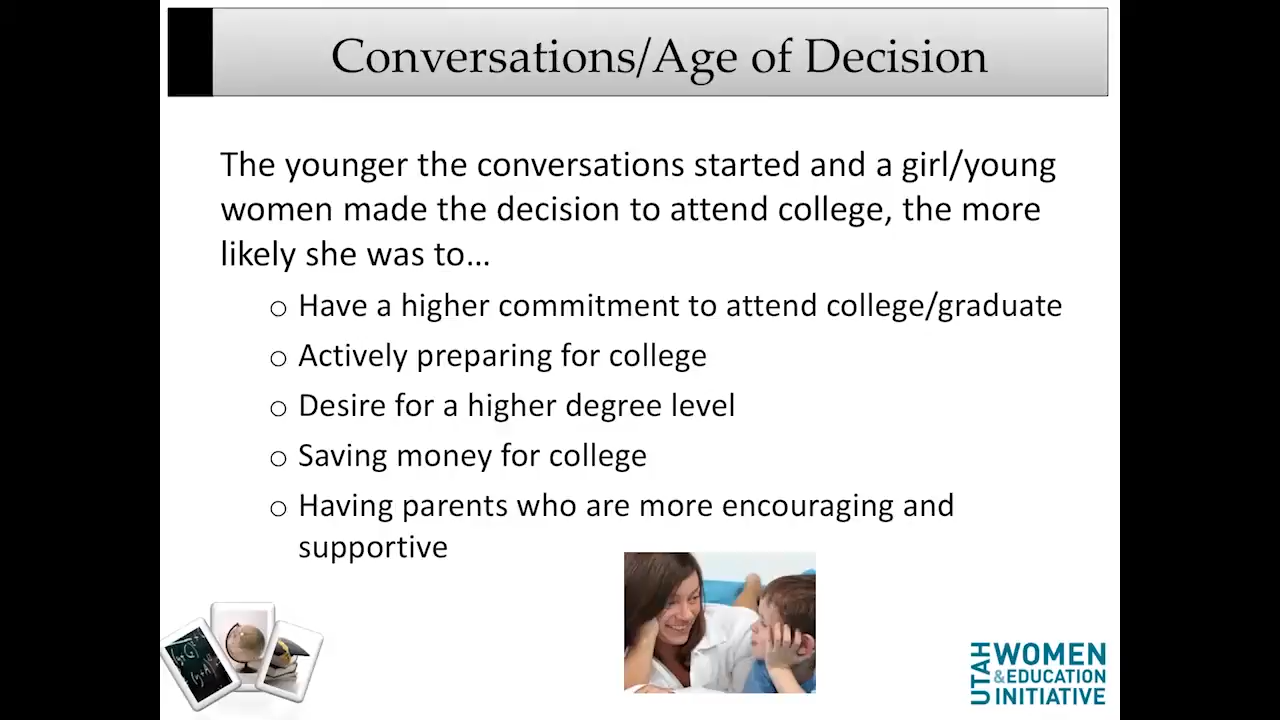 Conversations/Age of Decision
The younger the conversations started and a girl/young
women made the decision to attend college, the more
likely she was to…
o Have a higher commitment to attend college/graduate
o Actively preparing for college
o Desire for a higher degree level
o Saving money for college
o Having parents who are more encouraging and
supportive
UTAH
WOMEN
&EDUCATION
INITIATIVE